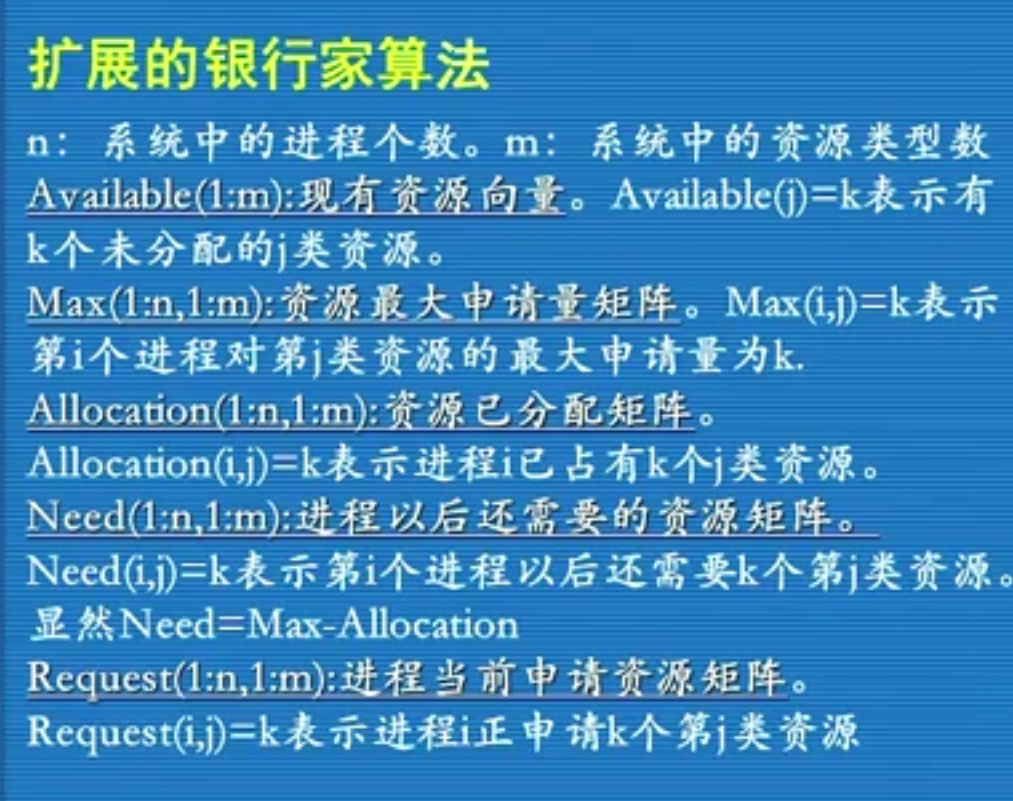 扩展的银行家算法
n：系统中的进程个数。m：系统中的资源类型数
Available(1:m):现有资源向量。Available(j)=k表示有
k个未分配的j类资源。
Max(1:n,1:m):资源最大申请量矩阵。Max(i,j)=k表示
第i个进程对第j类资源的最大申请量为k.
Allocation(1:n,1:m):资源已分配矩阵。
Allocation(i,j)=k表示进程i已占有k个j类资源。
Need(1:n,1:m):进程以后还需要的资源矩阵。
Need(i,j)=k表示第i个进程以后还需要k个第j类资源。
显然Need=Max-Allocation
Request(1:n,1:m):进程当前申请资源矩阵。
Request(i,j)=k表示进程i正申请k个第j类资源